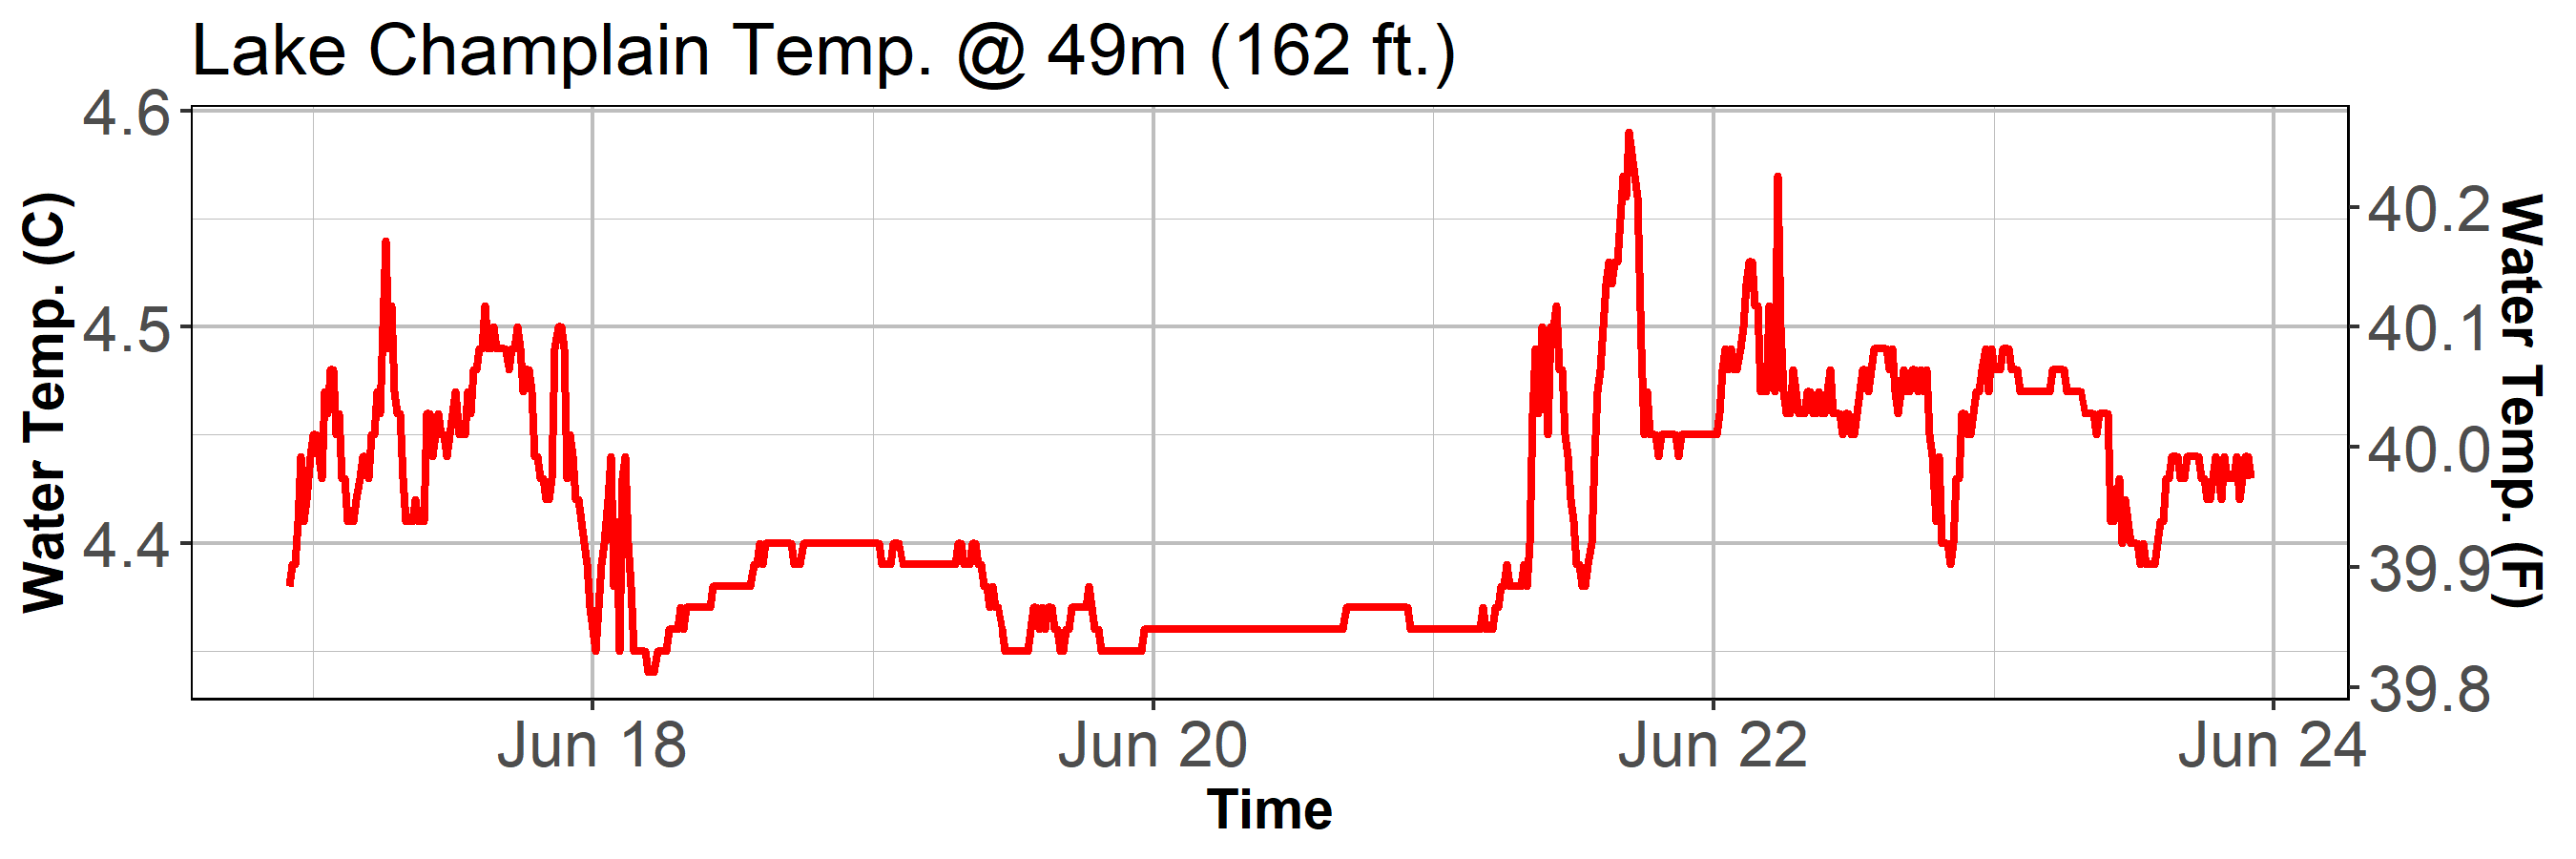 Lake Champlain Temp. @ 49m (162 ft.)
4.6
4.5
4.4
Water Temp. (C)
40.2
40.1
40.0
39.9
39.8
Water Temp. (F)
Jun 18 Jun 20 Jun 22 Jun 24
Time